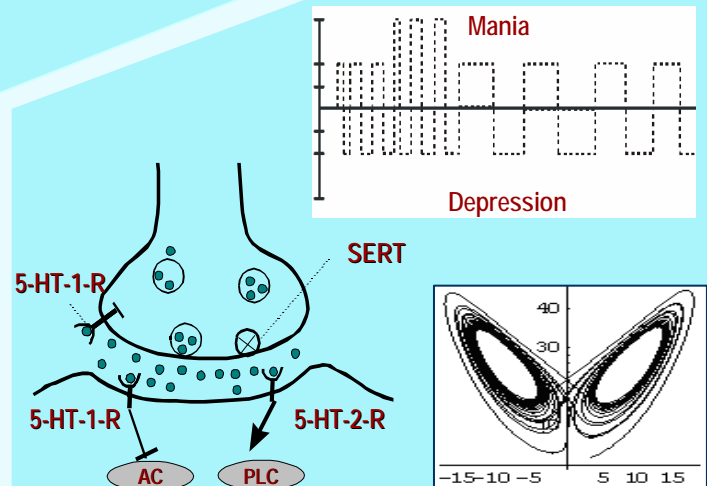 Mania
Depression
SERT
5-HT-1-R
5-HT-1-R
5-HT-2-R
AC
PLC
40
30
-15-10 -5
5 10 15